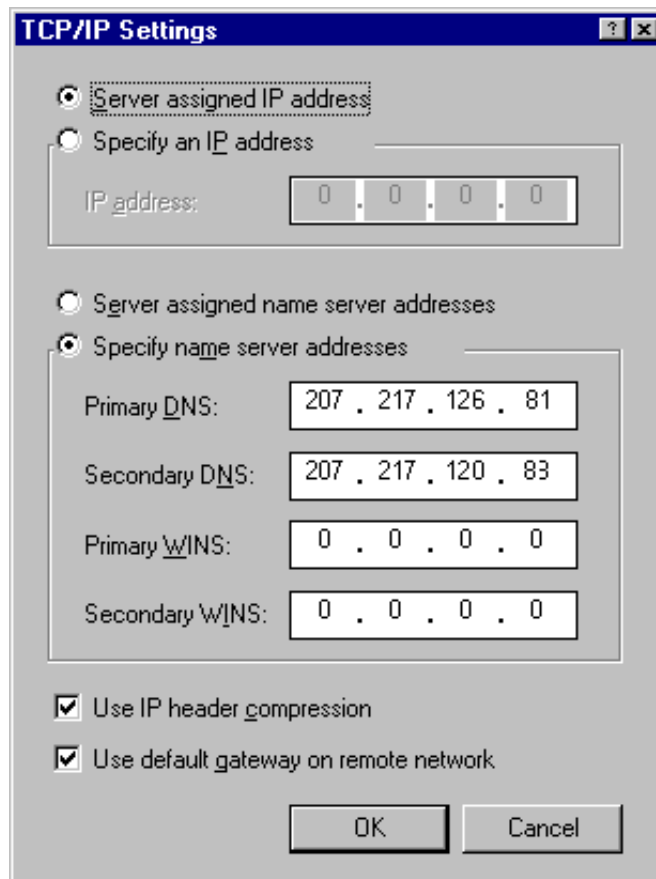 TCP/IP Settings ? x
Server assigned IP address
Specify an IP address
IP address: 0 . 0 . 0 . 0
Server assigned name server addresses
Specify name server addresses
Primary DNS: 207 . 217 . 126 . 81
Secondary DNS: 207 . 217 . 120 . 83
Primary WINS: 0 . 0 . 0 . 0
Secondary WINS: 0 . 0 . 0 . 0
Use IP header compression
Use default gateway on remote network
OK Cancel